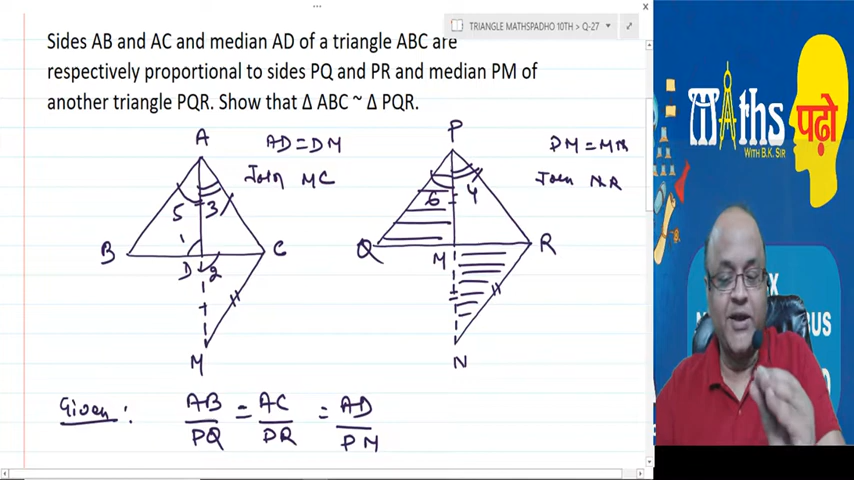 TRIANGLE MATHSPADHO 10TH > Q-27
Sides AB and AC and median AD of a triangle ABC are
respectively proportional to sides PQ and PR and median PM of
another triangle PQR. Show that Δ ABC ~ Δ PQR.
Maths पढ़ो
WITH B.K. SIR
A
AD=DM
Join MC
P
PM=MN
Join NR
5 3
6 4
B 1 D 2 C
Q M R
M
N
Given: AB/PQ = AC/PR = AD/PM